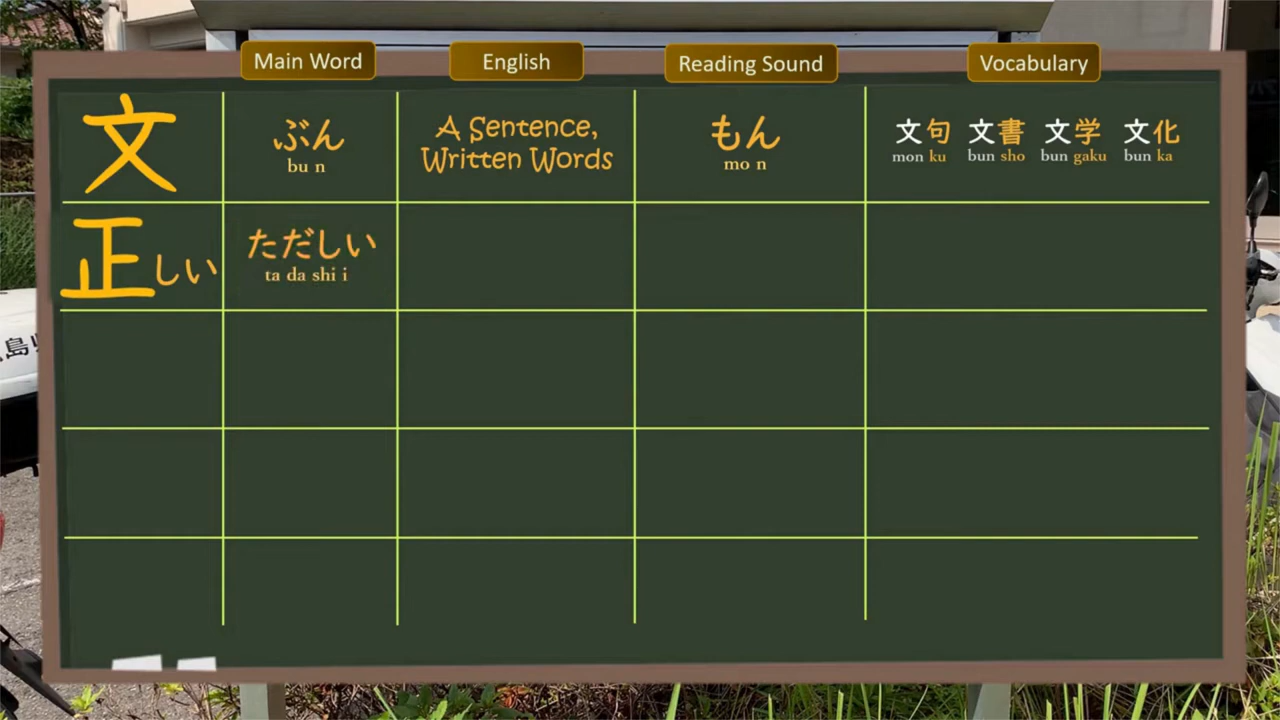 Main Word
English
Reading Sound
Vocabulary
文
ぶん
bu n
A Sentence,
Written Words
もん
mo n
文句 文書 文学 文化
mon ku bun sho bun gaku bun ka
正しい
ただしい
ta da shi i
島県